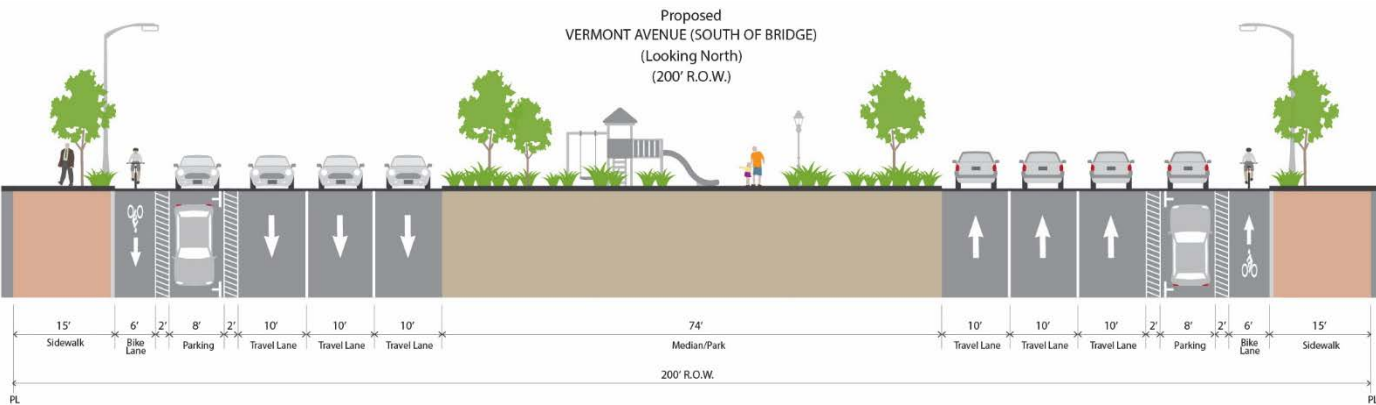 Proposed
VERMONT AVENUE (SOUTH OF BRIDGE)
(Looking North)
(200' R.O.W.)
15' 6' 2' 8' 2' 10' 10' 10' 74' 10' 10' 10' 2' 8' 2' 6' 15'
Sidewalk Bike Lane Parking Travel Lane Travel Lane Travel Lane Median/Park Travel Lane Travel Lane Travel Lane Parking Bike Lane Sidewalk
200' R.O.W.
PL PL